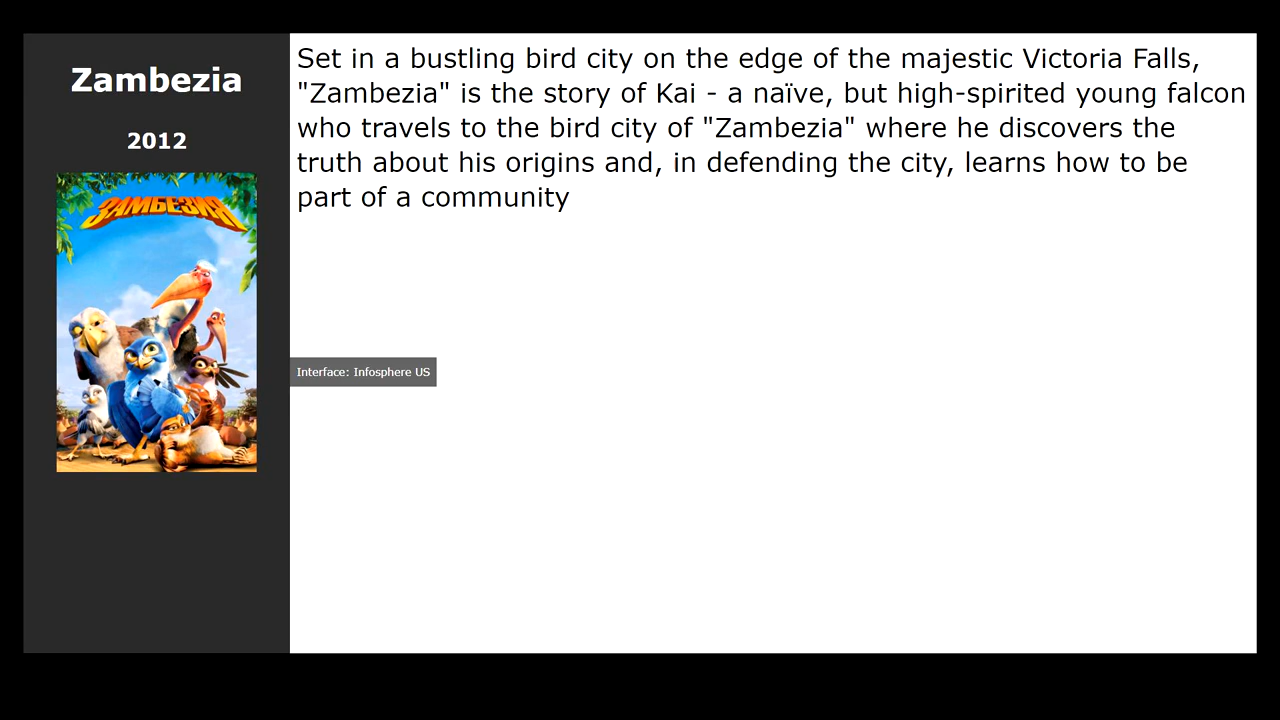 Zambezia
2012
ЗАМБЕЗИЯ
Set in a bustling bird city on the edge of the majestic Victoria Falls,
"Zambezia" is the story of Kai - a naïve, but high-spirited young falcon
who travels to the bird city of "Zambezia" where he discovers the
truth about his origins and, in defending the city, learns how to be
part of a community
Interface: Infosphere US